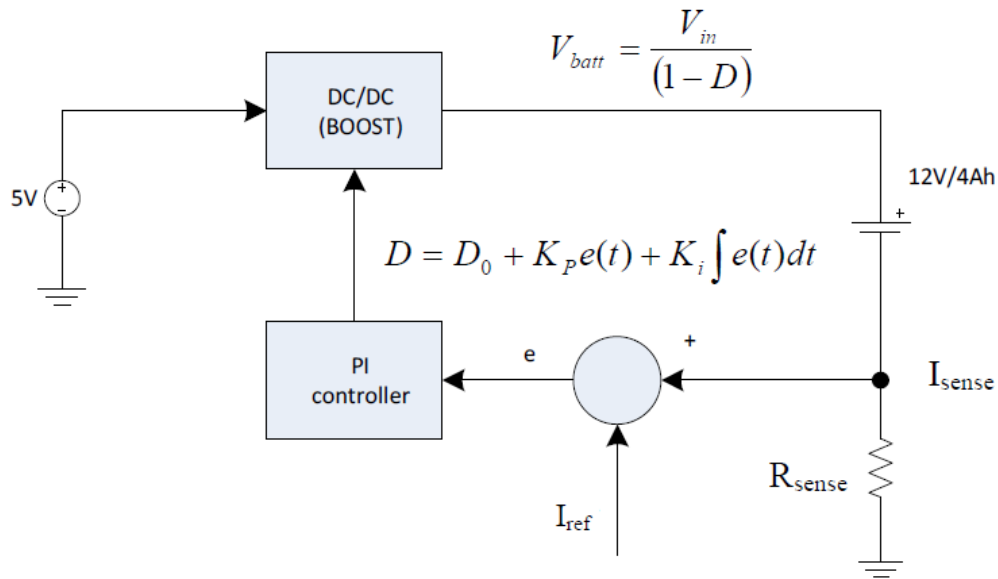 V_batt = V_in / (1 − D)
DC/DC
(BOOST)
12V/4Ah
+
5V
+
−
D = D_0 + K_P e(t) + K_i ∫ e(t)dt
PI
controller
e
+
I_sense
R_sense
I_ref